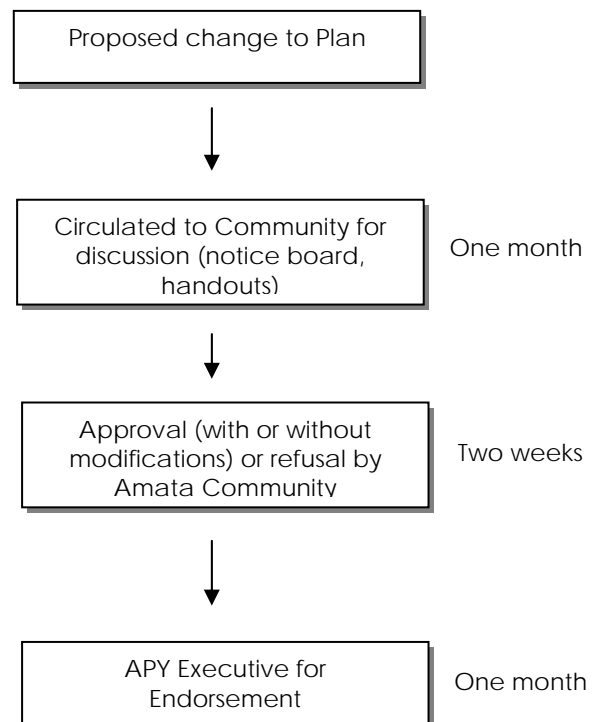 Proposed change to Plan
Circulated to Community for
discussion (notice board,
handouts)
One month
Approval (with or without
modifications) or refusal by
Amata Community
Two weeks
APY Executive for
Endorsement
One month